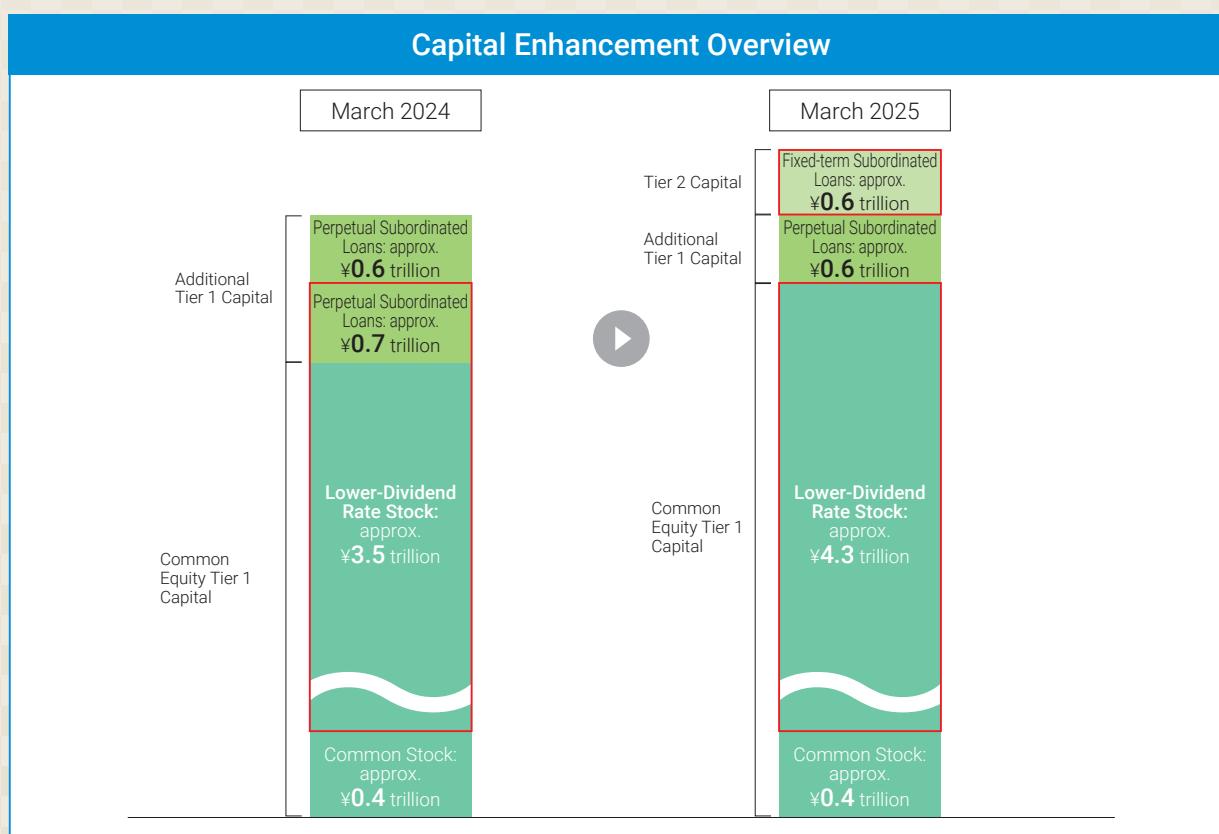 Capital Enhancement Overview
March 2024
Additional
Tier 1 Capital
Common
Equity Tier 1
Capital
Perpetual Subordinated
Loans: approx.
¥0.6 trillion
Perpetual Subordinated
Loans: approx.
¥0.7 trillion
Lower-Dividend
Rate Stock:
approx.
¥3.5 trillion
Common Stock:
approx.
¥0.4 trillion
March 2025
Tier 2 Capital
Additional
Tier 1 Capital
Common
Equity Tier 1
Capital
Fixed-term Subordinated
Loans: approx.
¥0.6 trillion
Perpetual Subordinated
Loans: approx.
¥0.6 trillion
Lower-Dividend
Rate Stock:
approx.
¥4.3 trillion
Common Stock:
approx.
¥0.4 trillion